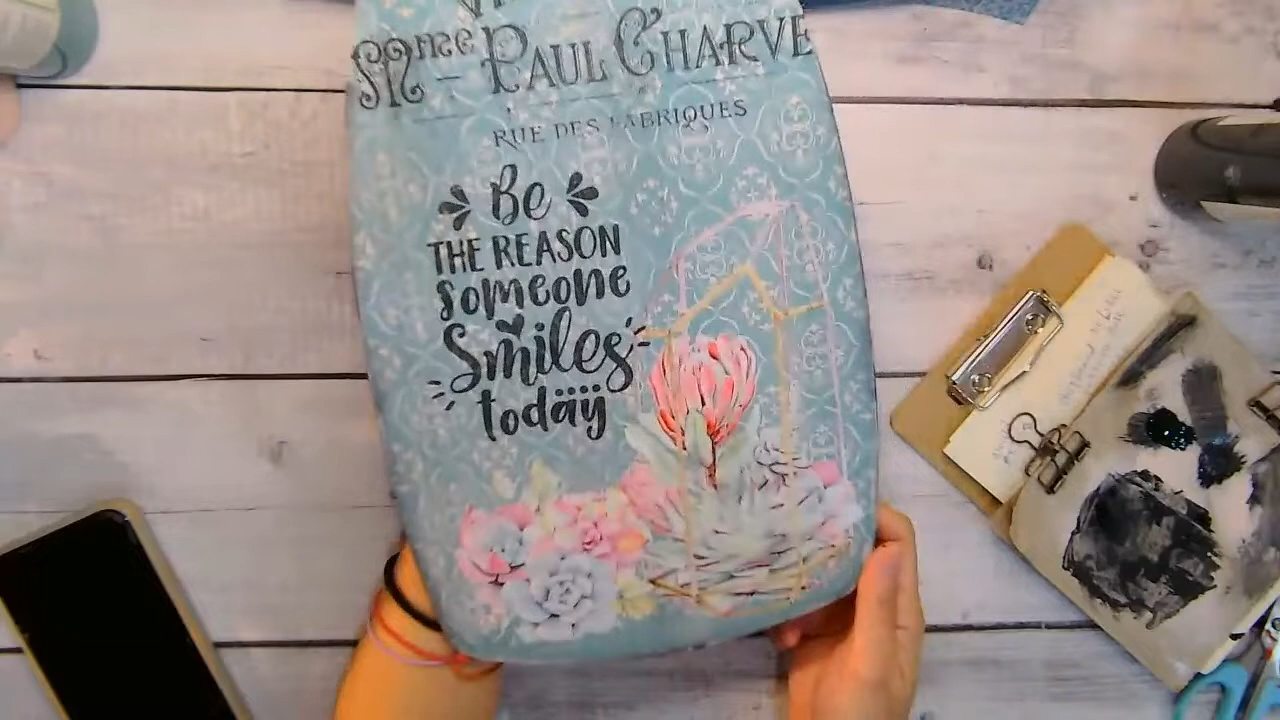 Mme PAUL CHARVE
RUE DES FABRIQUES
Be
THE REASON
someone
Smiles
today